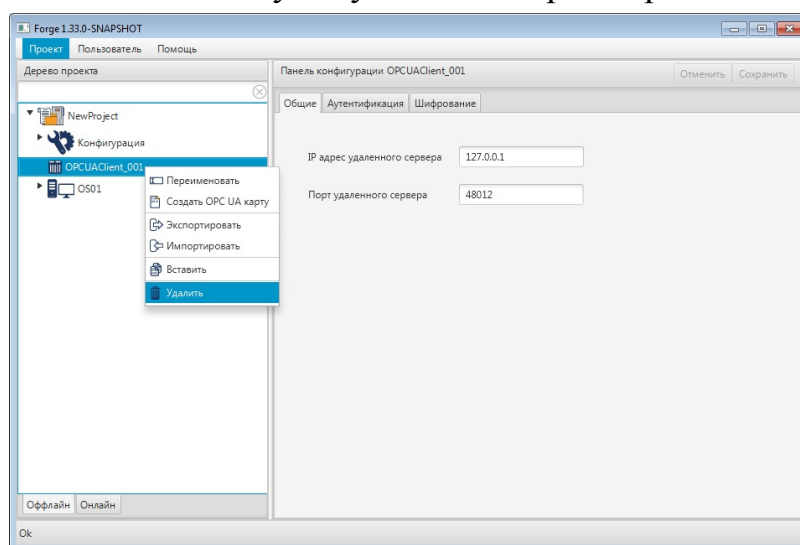 Forge 1.33.0-SNAPSHOT
Проект Пользователь Помощь
Дерево проекта
Панель конфигурации OPCUAClient_001
Отменить Сохранить
Общие Аутентификация Шифрование
NewProject
Конфигурация
OPCUAClient_001
OS01
Переименовать
Создать OPC UA карту
Экспортировать
Импортировать
Вставить
Удалить
IP адрес удаленного сервера 127.0.0.1
Порт удаленного сервера 48012
Оффлайн Онлайн
Ok